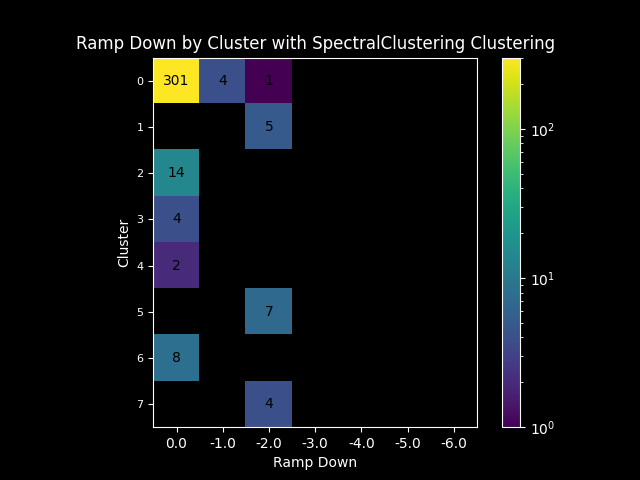 Ramp Down by Cluster with SpectralClustering Clustering
0 301 4 1
1 5
2 14
3 4
4 2
5 7
6 8
7 4
0.0 -1.0 -2.0 -3.0 -4.0 -5.0 -6.0
Ramp Down
Cluster
10²
10¹
10⁰